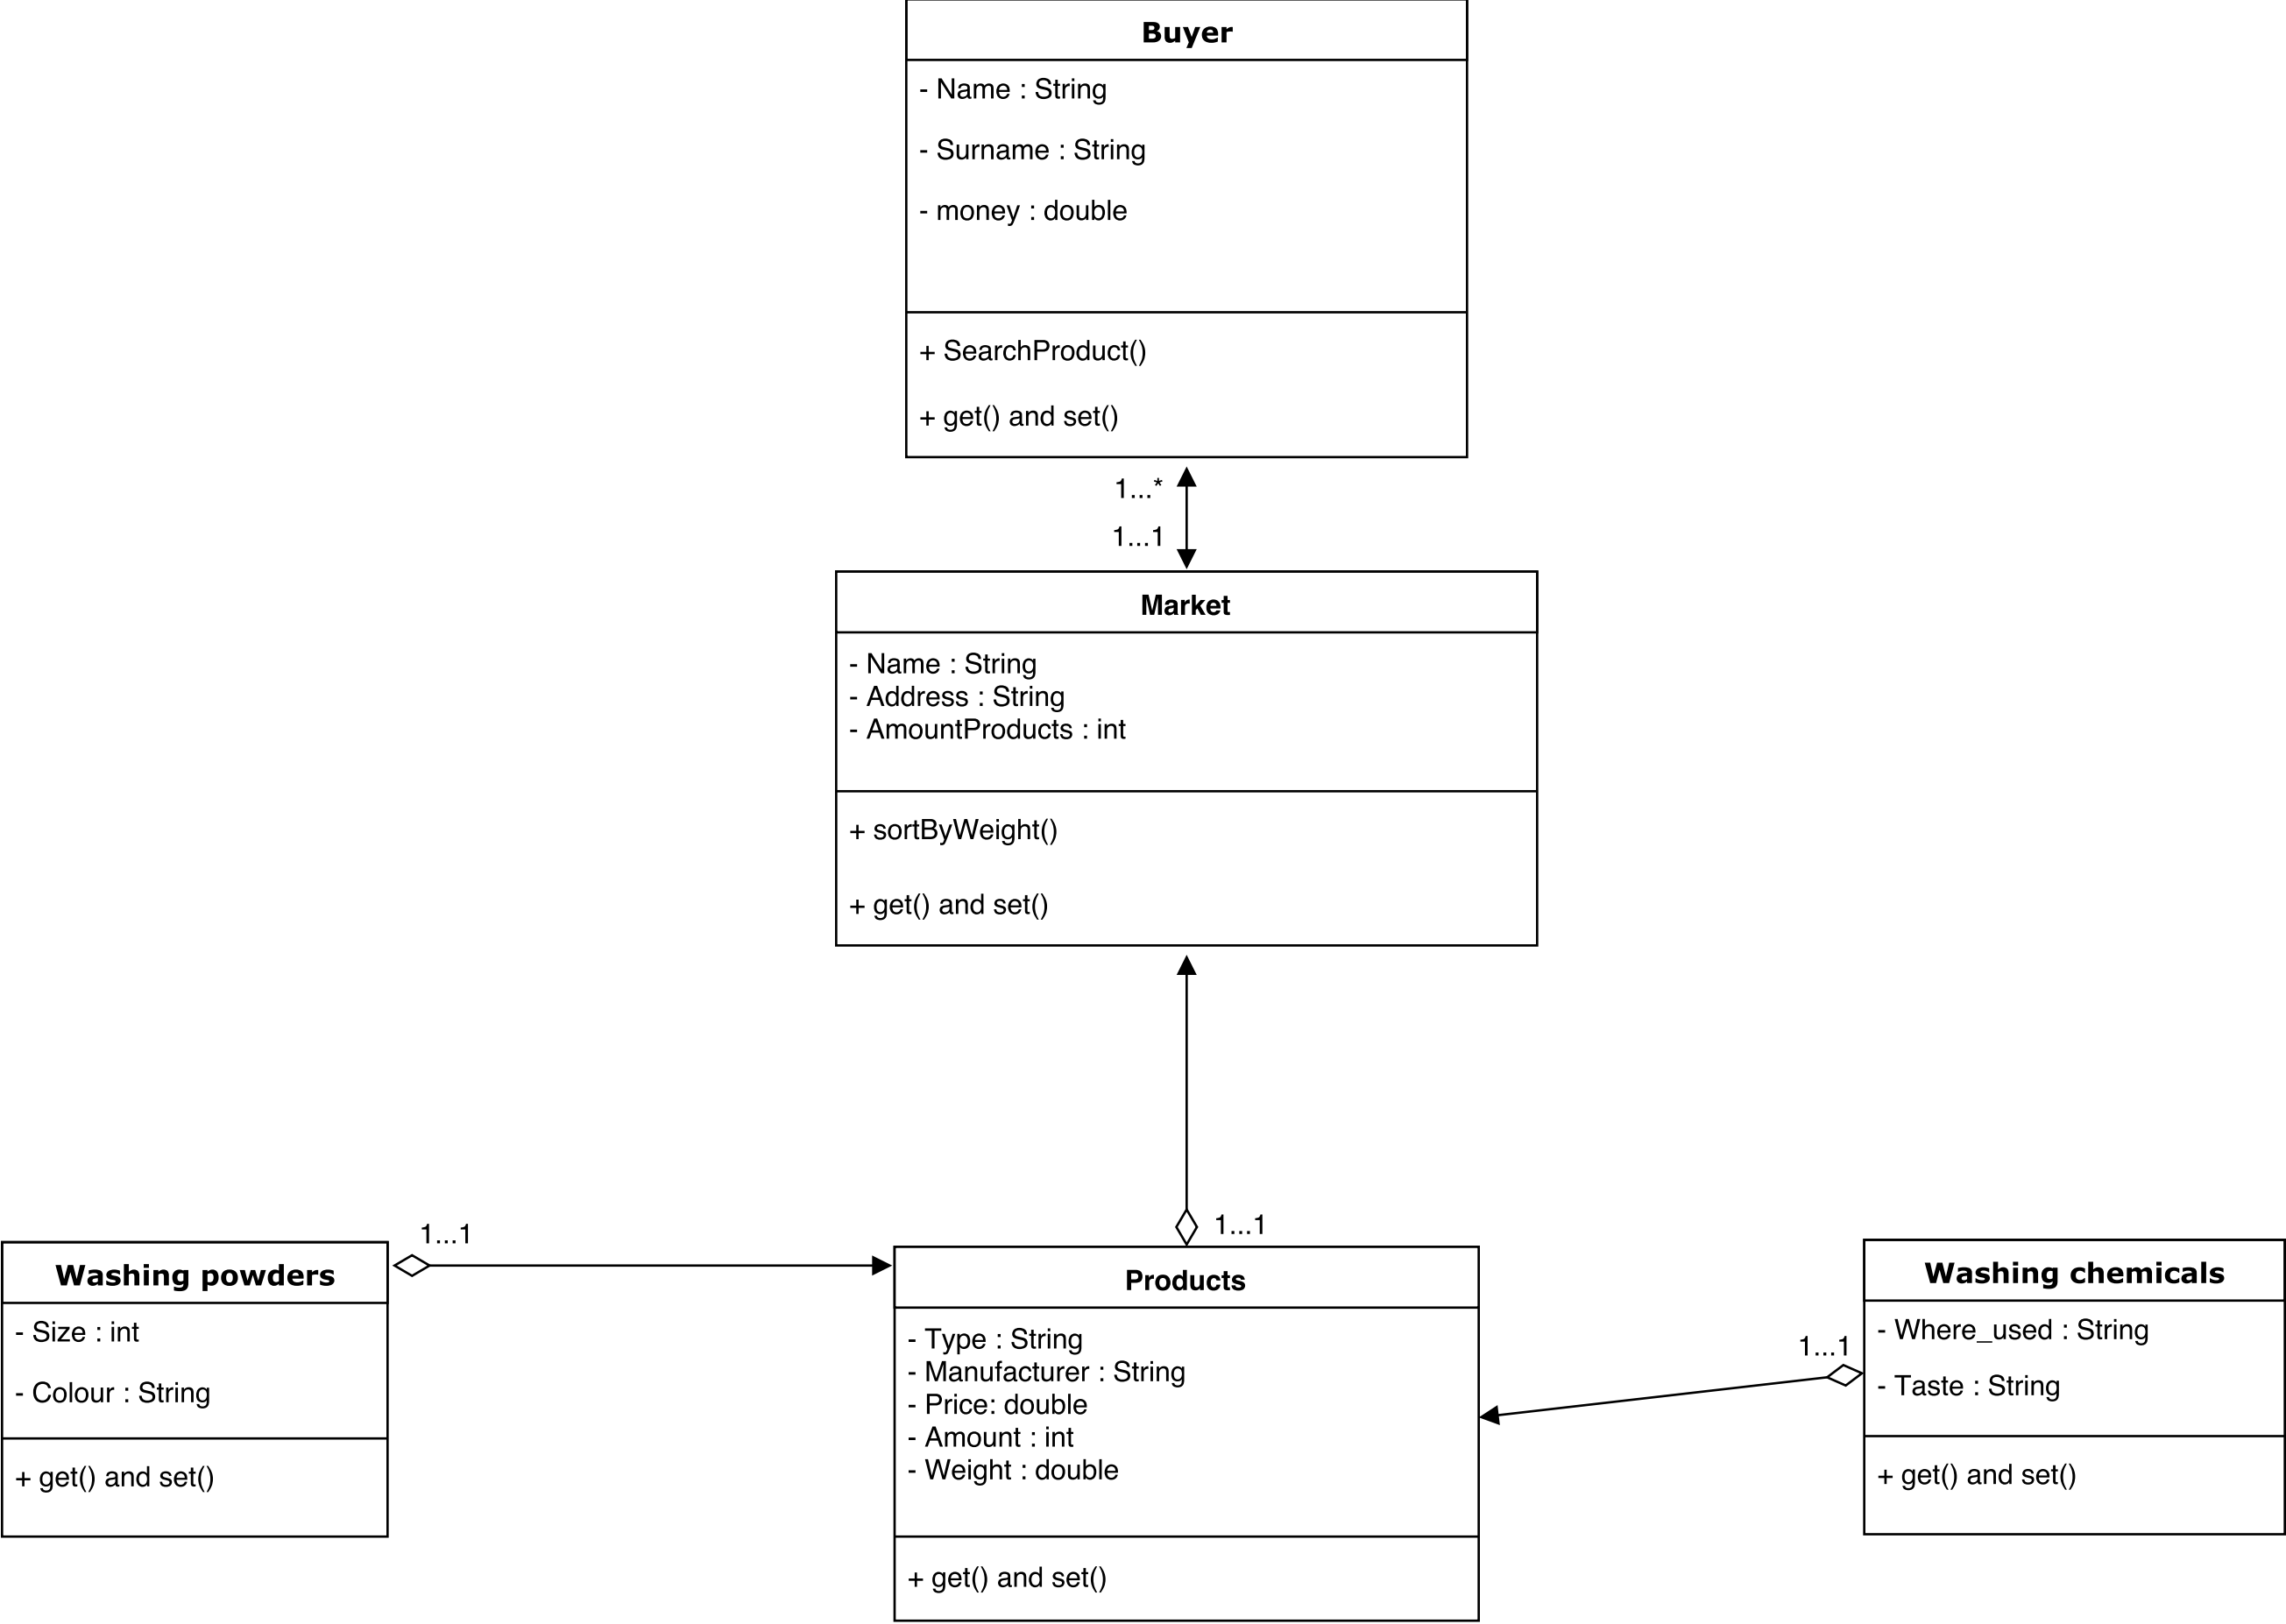 Buyer
- Name : String
- Surname : String
- money : double
+ SearchProduct()
+ get() and set()
1...*
1...1
Market
- Name : String
- Address : String
- AmountProducts : int
+ sortByWeight()
+ get() and set()
1...1
Washing powders
- Size : int
- Colour : String
+ get() and set()
1...1
Products
- Type : String
- Manufacturer : String
- Price: double
- Amount : int
- Weight : double
+ get() and set()
1...1
Washing chemicals
- Where_used : String
- Taste : String
+ get() and set()